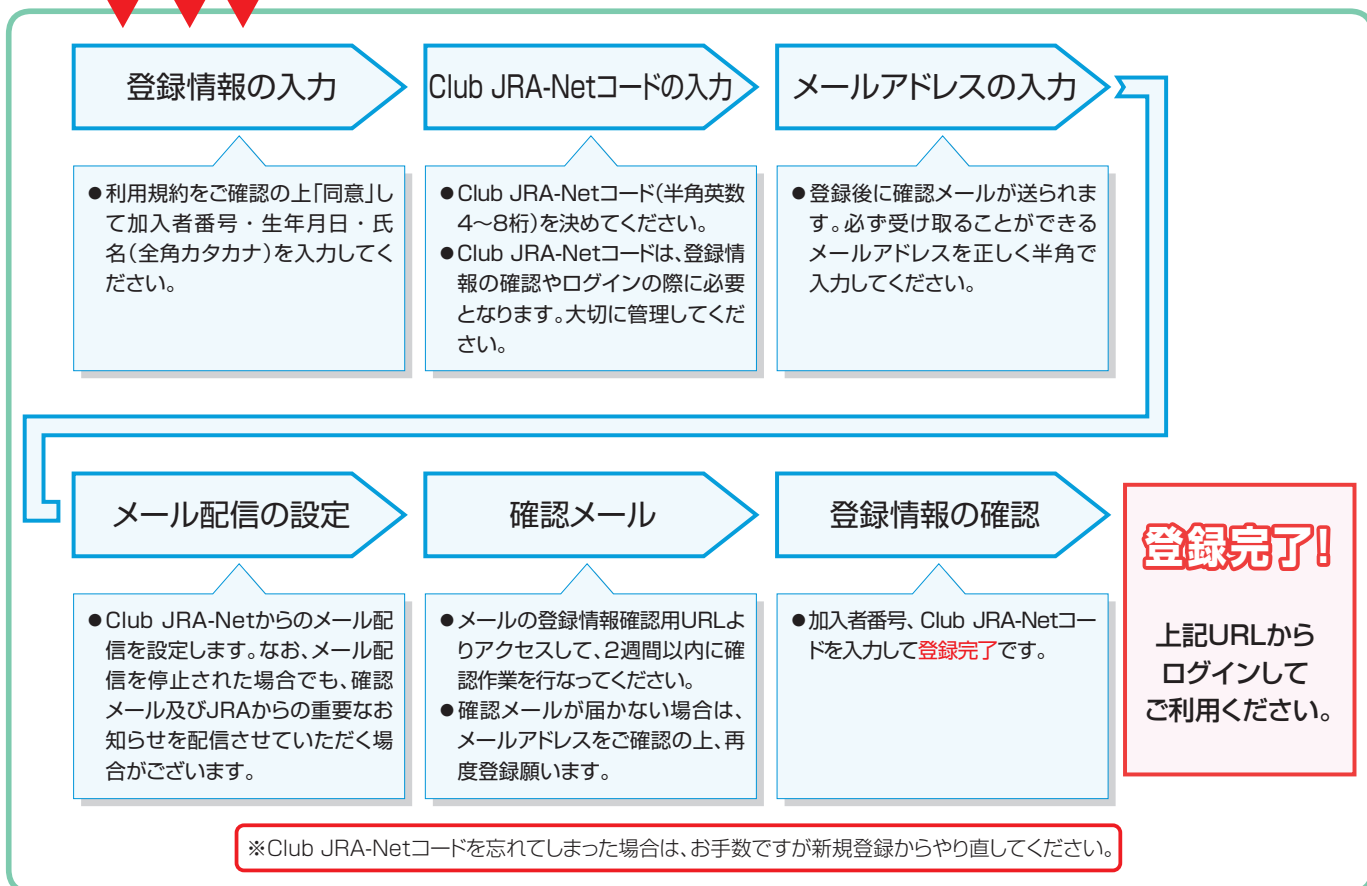 登録情報の入力
Club JRA-Netコードの入力
メールアドレスの入力
●利用規約をご確認の上「同意」し
て加入者番号・生年月日・氏
名(全角カタカナ)を入力してく
ださい。
●Club JRA-Netコード(半角英数
4〜8桁)を決めてください。
●Club JRA-Netコードは、登録情
報の確認やログインの際に必要
となります。大切に管理してくだ
さい。
●登録後に確認メールが送られま
す。必ず受け取ることができる
メールアドレスを正しく半角で
入力してください。
メール配信の設定
確認メール
登録情報の確認
●Club JRA-Netからのメール配
信を設定します。なお、メール配
信を停止された場合でも、確認
メール及びJRAからの重要なお
知らせを配信させていただく場
合がございます。
●メールの登録情報確認用URLよ
りアクセスして、2週間以内に確
認作業を行なってください。
●確認メールが届かない場合は、
メールアドレスをご確認の上、再
度登録願います。
●加入者番号、Club JRA-Netコー
ドを入力して登録完了です。
登録完了!
上記URLから
ログインして
ご利用ください。
※Club JRA-Netコードを忘れてしまった場合は、お手数ですが新規登録からやり直してください。